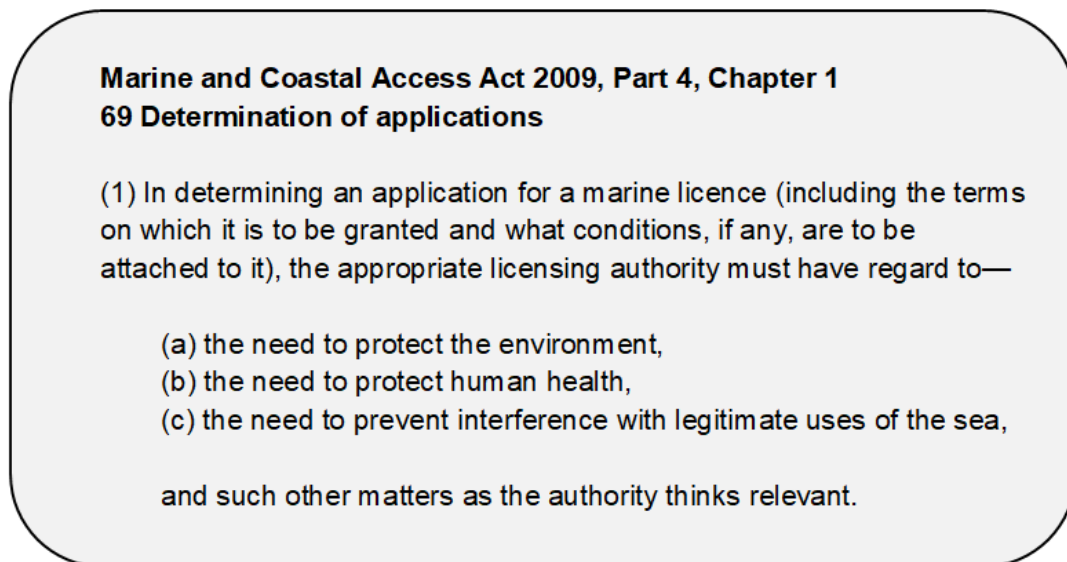 Marine and Coastal Access Act 2009, Part 4, Chapter 1
69 Determination of applications
(1) In determining an application for a marine licence (including the terms
on which it is to be granted and what conditions, if any, are to be
attached to it), the appropriate licensing authority must have regard to—
(a) the need to protect the environment,
(b) the need to protect human health,
(c) the need to prevent interference with legitimate uses of the sea,
and such other matters as the authority thinks relevant.